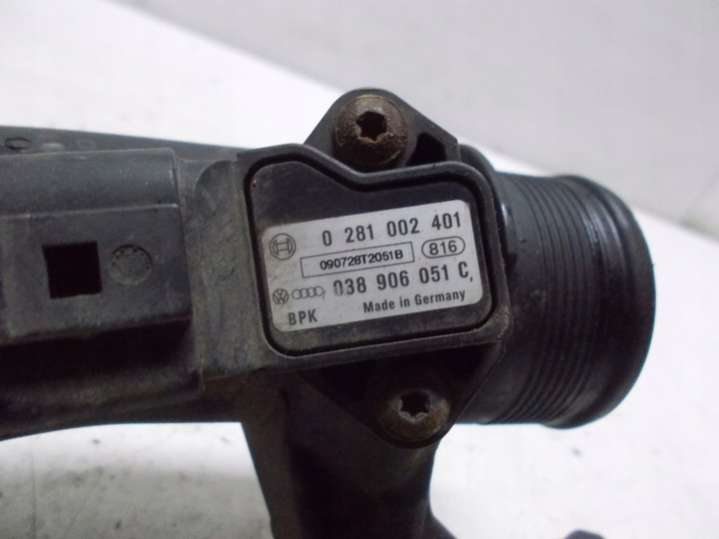 0 281 002 401
090728T2051B 816
038 906 051 C,
BPK Made in Germany